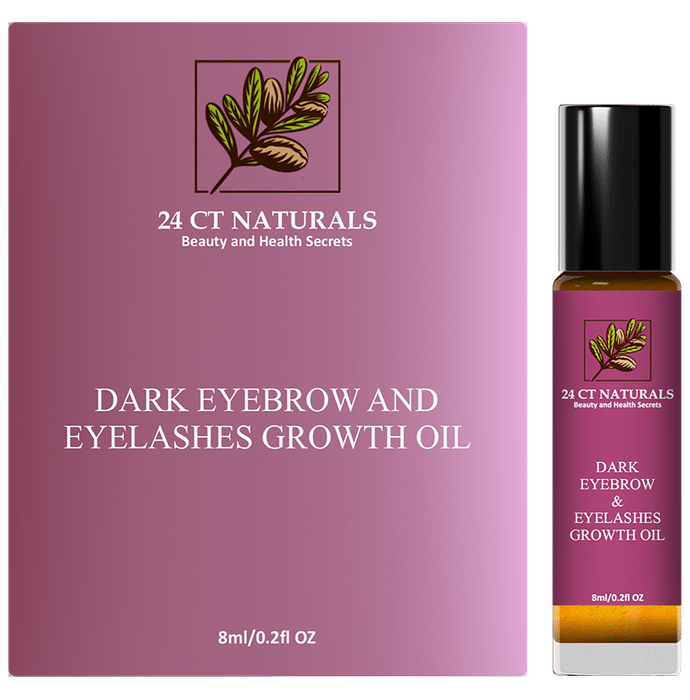 24 CT NATURALS
Beauty and Health Secrets
DARK EYEBROW AND
EYELASHES GROWTH OIL
8ml/0.2fl OZ
24 CT NATURALS
Beauty and Health Secrets
DARK
EYEBROW
&
EYELASHES
GROWTH OIL
8ml/0.2fl OZ